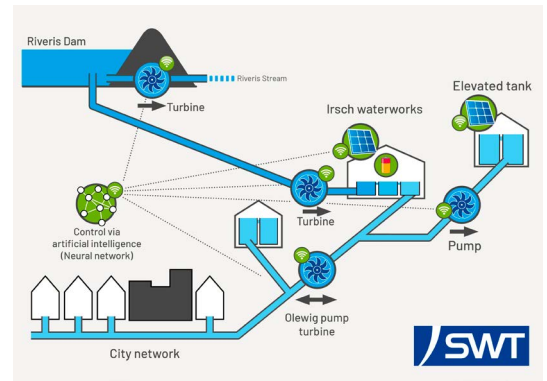 Riveris Dam
Riveris Stream
Turbine
Irsch waterworks
Elevated tank
Turbine
Control via
artificial intelligence
(Neural network)
Pump
Olewig pump
turbine
City network
SWT